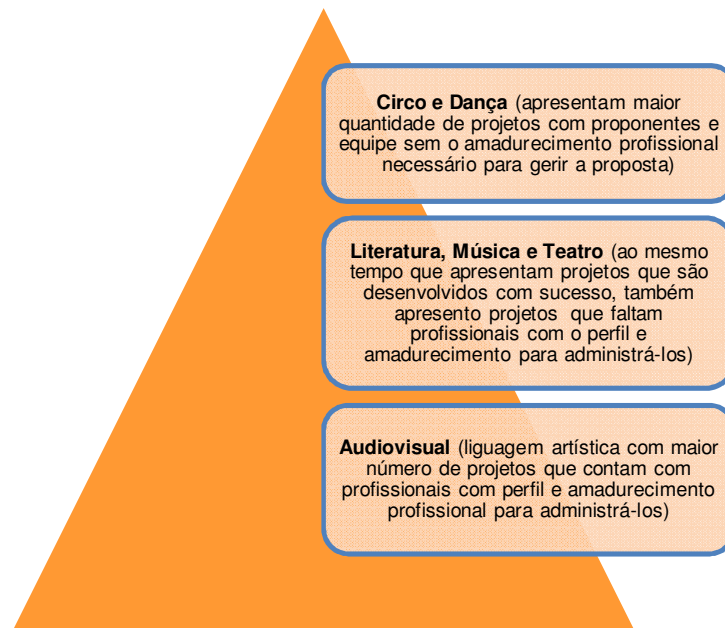 Circo e Dança (apresentam maior
quantidade de projetos com proponentes e
equipe sem o amadurecimento profissional
necessário para gerir a proposta)
Literatura, Música e Teatro (ao mesmo
tempo que apresentam projetos que são
desenvolvidos com sucesso, também
apresento projetos que faltam
profissionais com o perfil e
amadurecimento para administrá-los)
Audiovisual (liguagem artística com maior
número de projetos que contam com
profissionais com perfil e amadurecimento
profissional para administrá-los)